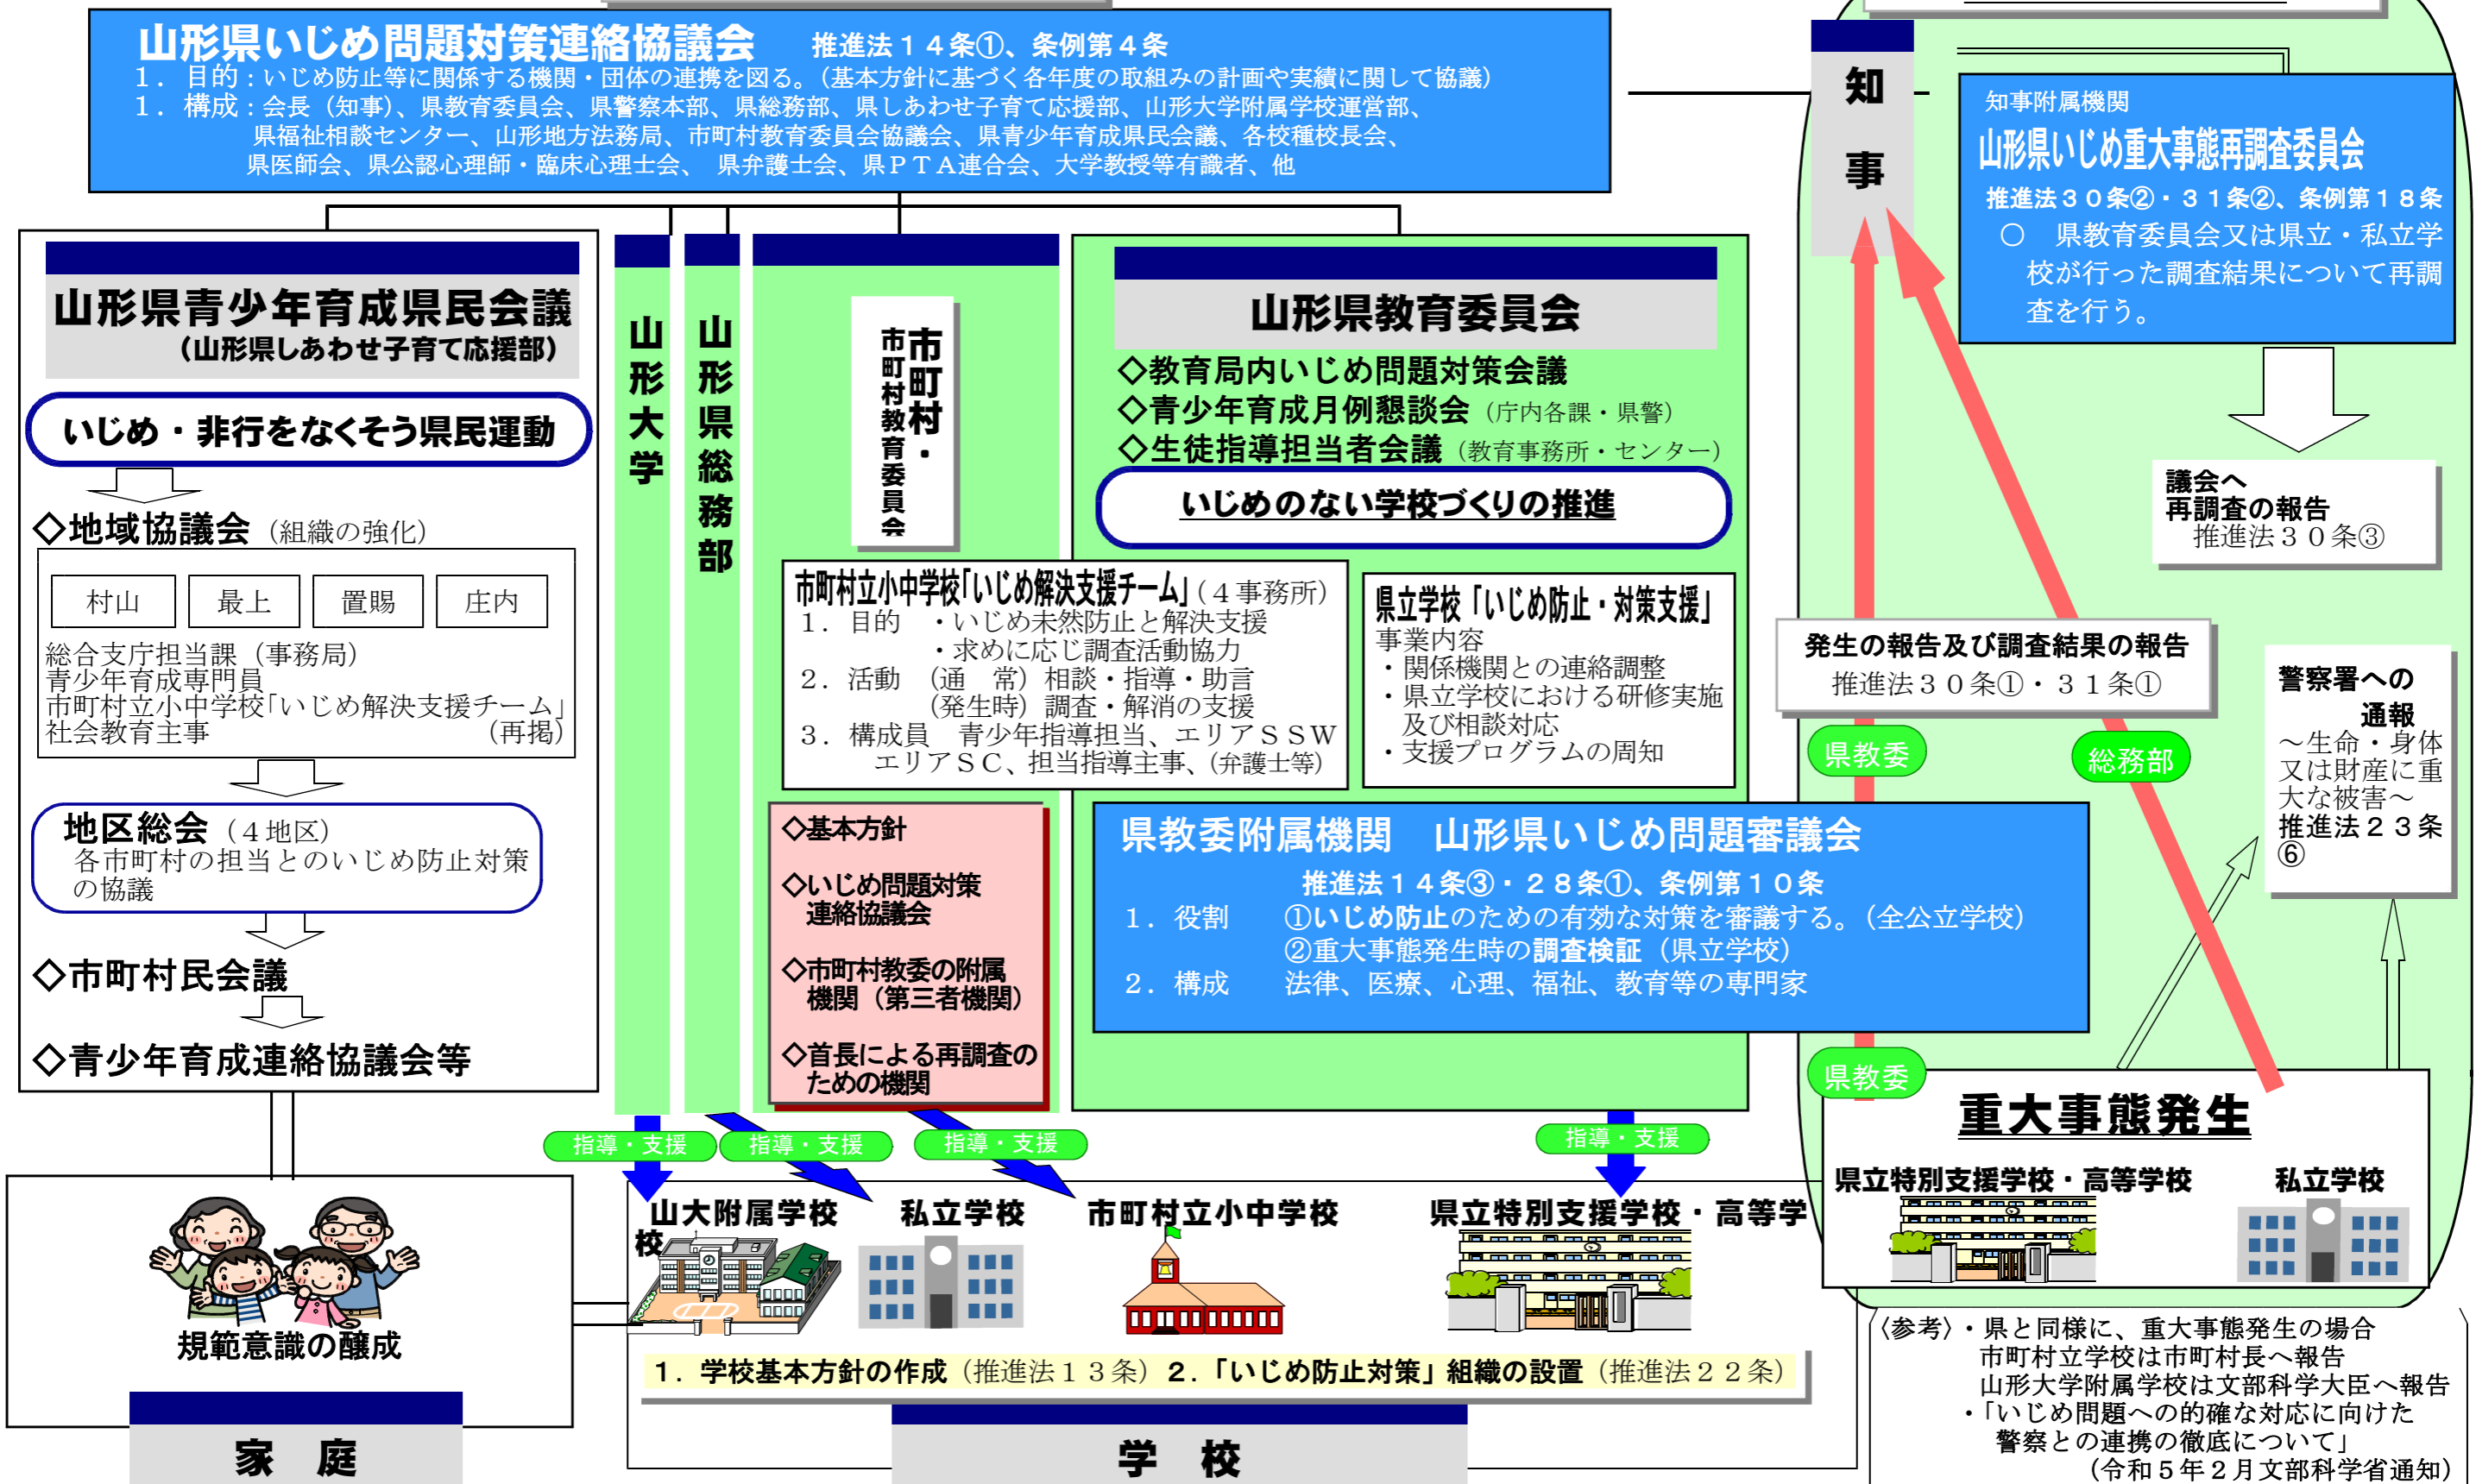 山形県いじめ問題対策連絡協議会　推進法１４条①、条例第４条
１．目的：いじめ防止等に関係する機関・団体の連携を図る。（基本方針に基づく各年度の取組みの計画や実績に関して協議）
１．構成：会長（知事）、県教育委員会、県警察本部、県総務部、県しあわせ子育て応援部、山形大学附属学校運営部、
県福祉相談センター、山形地方法務局、市町村教育委員会協議会、県青少年育成県民会議、各校種校長会、
県医師会、県公認心理師・臨床心理士会、　県弁護士会、県ＰＴＡ連合会、大学教授等有識者、他
知事
知事附属機関
山形県いじめ重大事態再調査委員会
推進法３０条②・３１条②、条例第１８条
○　県教育委員会又は県立・私立学
校が行った調査結果について再調
査を行う。
議会へ
再調査の報告
推進法３０条③
発生の報告及び調査結果の報告
推進法３０条①・３１条①
県教委
総務部
警察署への
通報
～生命・身体
又は財産に重
大な被害～
推進法２３条
⑥
県教委
重大事態発生
県立特別支援学校・高等学校
私立学校
山形県青少年育成県民会議
（山形県しあわせ子育て応援部）
いじめ・非行をなくそう県民運動
◇地域協議会（組織の強化）
村山
最上
置賜
庄内
総合支庁担当課（事務局）
青少年育成専門員
市町村立小中学校「いじめ解決支援チーム」
社会教育主事　（再掲）
地区総会（４地区）
各市町村の担当とのいじめ防止対策
の協議
◇市町村民会議
◇青少年育成連絡協議会等
山形大学
山形県総務部
市町村・
市町村教育委員会
山形県教育委員会
◇教育局内いじめ問題対策会議
◇青少年育成月例懇談会（庁内各課・県警）
◇生徒指導担当者会議（教育事務所・センター）
いじめのない学校づくりの推進
市町村立小中学校「いじめ解決支援チーム」（４事務所）
１．目的　・いじめ未然防止と解決支援
・求めに応じ調査活動協力
２．活動　（通　常）相談・指導・助言
（発生時）調査・解消の支援
３．構成員　青少年指導担当、エリアＳＳＷ
エリアＳＣ、担当指導主事、（弁護士等）
県立学校「いじめ防止・対策支援」
事業内容
・関係機関との連絡調整
・県立学校における研修実施
及び相談対応
・支援プログラムの周知
◇基本方針
◇いじめ問題対策
連絡協議会
◇市町村教委の附属
機関（第三者機関）
◇首長による再調査の
ための機関
県教委附属機関　山形県いじめ問題審議会
推進法１４条③・２８条①、条例第１０条
１．役割　①いじめ防止のための有効な対策を審議する。（全公立学校）
②重大事態発生時の調査検証（県立学校）
２．構成　法律、医療、心理、福祉、教育等の専門家
指導・支援
指導・支援
指導・支援
指導・支援
山大附属学校
校
私立学校
市町村立小中学校
県立特別支援学校・高等学
規範意識の醸成
家　庭
１．学校基本方針の作成（推進法１３条）２．「いじめ防止対策」組織の設置（推進法２２条）
学　校
〈参考〉・県と同様に、重大事態発生の場合
市町村立学校は市町村長へ報告
山形大学附属学校は文部科学大臣へ報告
・「いじめ問題への的確な対応に向けた
警察との連携の徹底について」
（令和５年２月文部科学省通知）